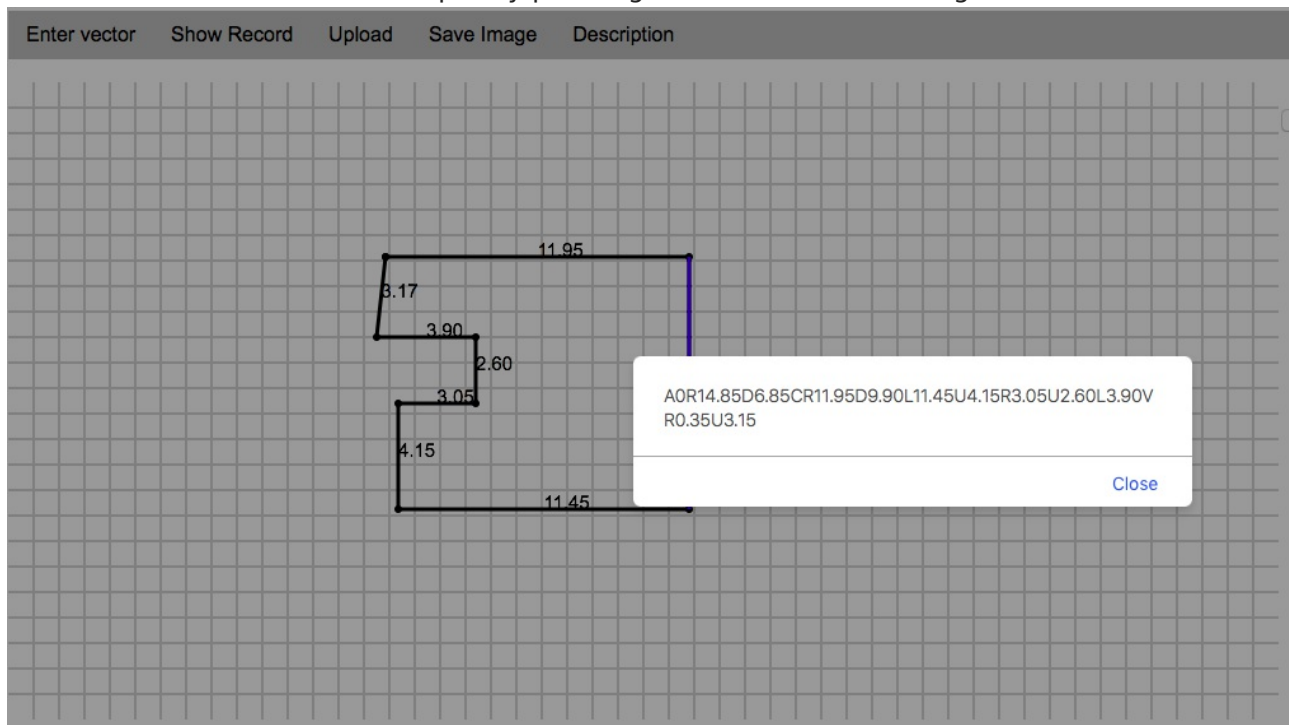 Enter vector Show Record Upload Save Image Description
11.95
3.17
3.90
2.60
3.05
A0R14.85D6.85CR11.95D9.90L11.45U4.15R3.05U2.60L3.90V
R0.35U3.15
4.15
Close
11.45